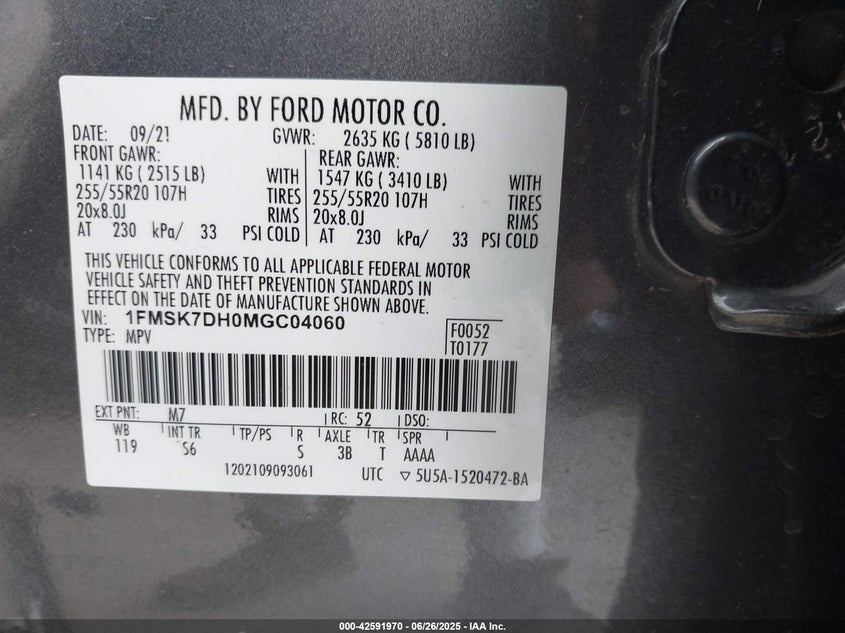 MFD. BY FORD MOTOR CO.
DATE: 09/21 GVWR: 2635 KG ( 5810 LB)
FRONT GAWR: REAR GAWR:
1141 KG ( 2515 LB) WITH 1547 KG ( 3410 LB) WITH
255/55R20 107H TIRES 255/55R20 107H TIRES
20x8.0J RIMS 20x8.0J RIMS
AT 230 kPa/ 33 PSI COLD AT 230 kPa/ 33 PSI COLD
THIS VEHICLE CONFORMS TO ALL APPLICABLE FEDERAL MOTOR
VEHICLE SAFETY AND THEFT PREVENTION STANDARDS IN
EFFECT ON THE DATE OF MANUFACTURE SHOWN ABOVE.
VIN: 1FMSK7DH0MGC04060 F0052
TYPE: MPV T0177
EXT PNT: M7 RC: 52 DSO:
WB INT TR TP/PS R AXLE TR SPR
119 S6 S 3B T AAAA
1202109093061 UTC ▽ 5U5A-1520472-BA
000-42591970 - 06/26/2025 - IAA Inc.